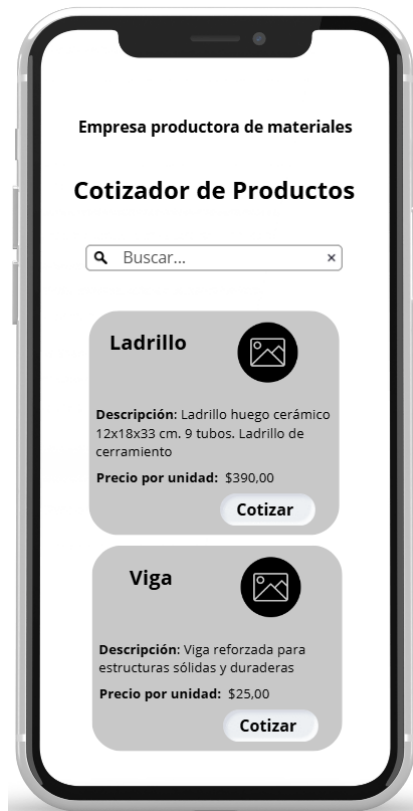 Empresa productora de materiales
Cotizador de Productos
Buscar... ×
Ladrillo
Descripción: Ladrillo huego cerámico
12x18x33 cm. 9 tubos. Ladrillo de
cerramiento
Precio por unidad: $390,00
Cotizar
Viga
Descripción: Viga reforzada para
estructuras sólidas y duraderas
Precio por unidad: $25,00
Cotizar